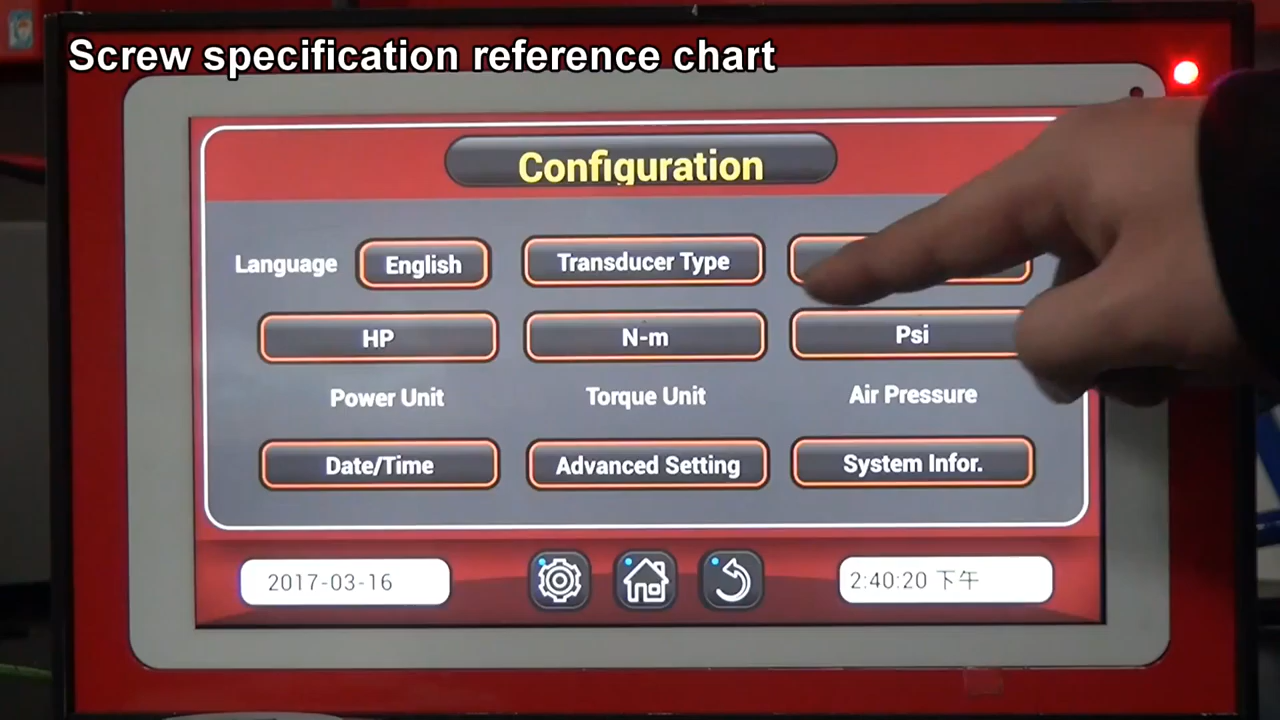 Screw specification reference chart
Configuration
Language English Transducer Type
HP N-m Psi
Power Unit Torque Unit Air Pressure
Date/Time Advanced Setting System Infor.
2017-03-16 2:40:20 下午